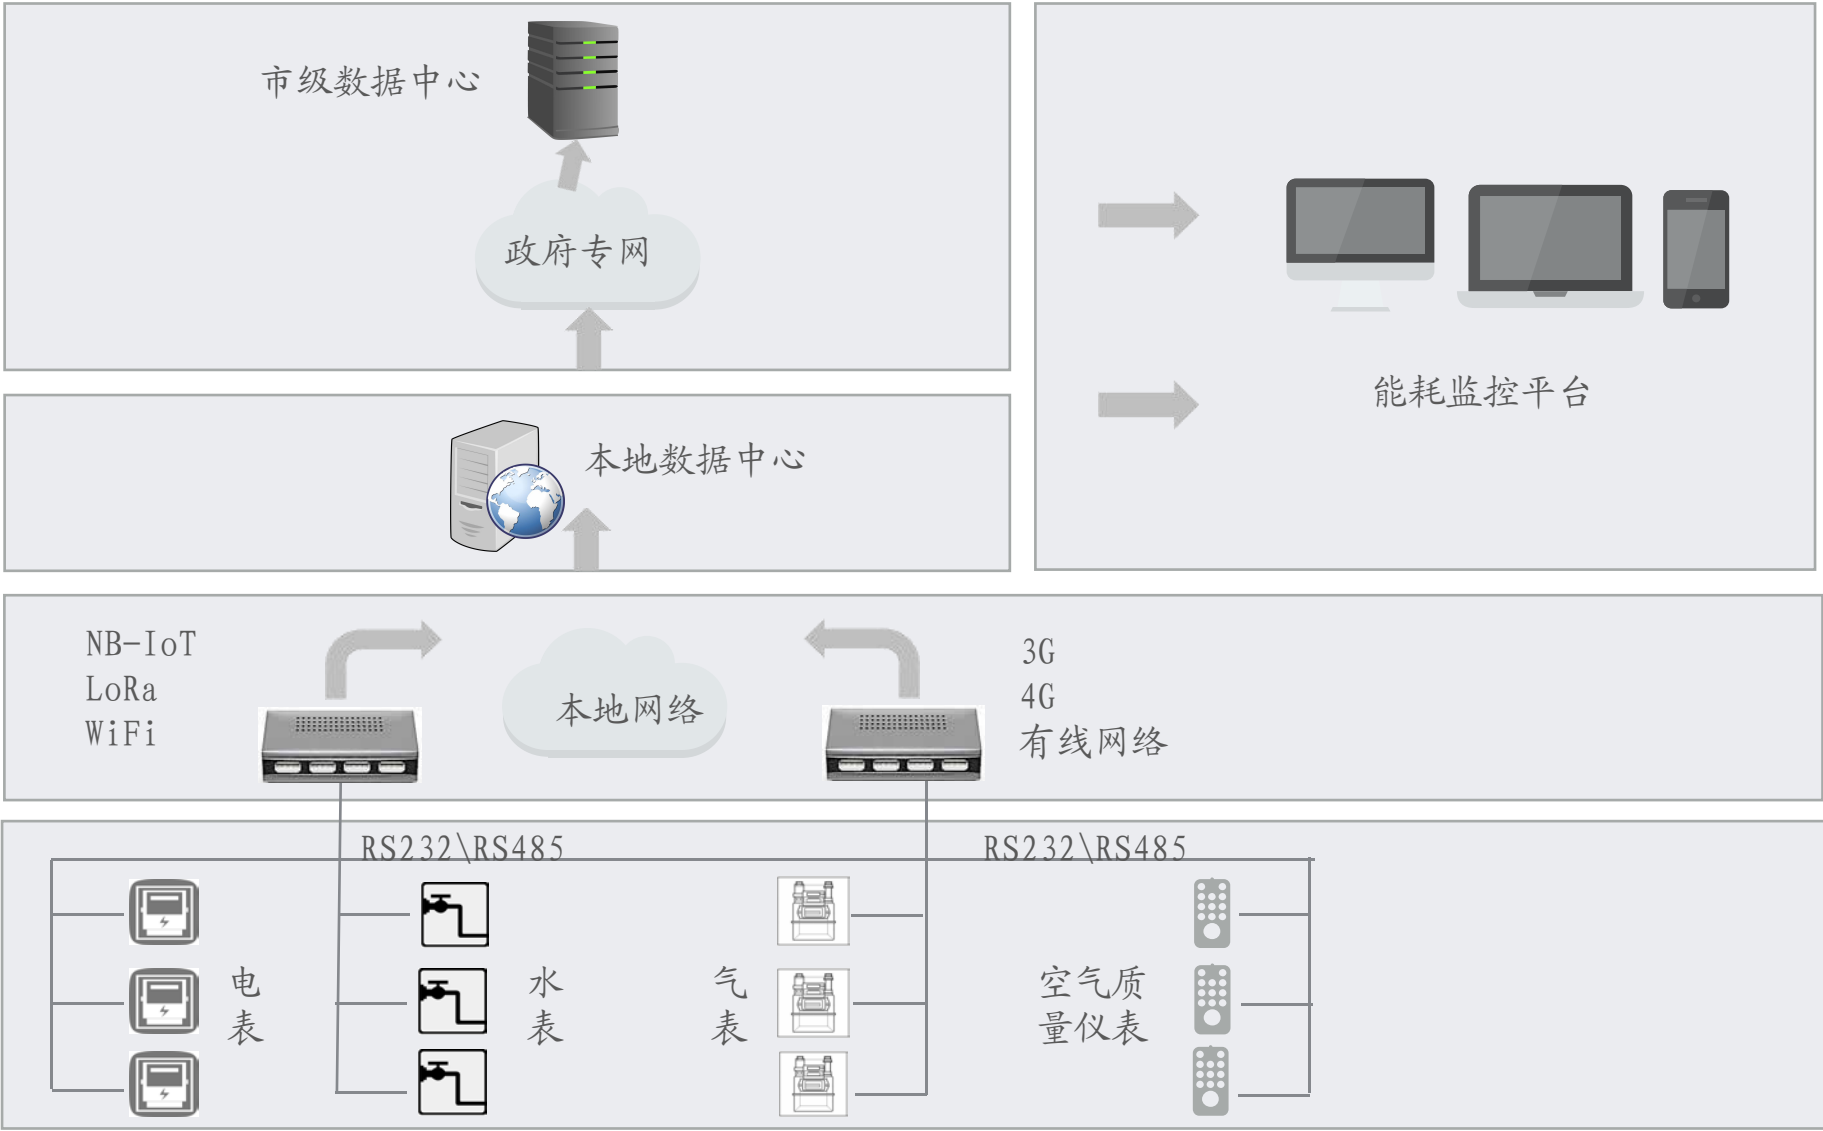 市级数据中心
政府专网
能耗监控平台
本地数据中心
NB-IoT
LoRa
WiFi
本地网络
3G
4G
有线网络
RS232\RS485
RS232\RS485
电
表
水
表
气
表
空气质
量仪表